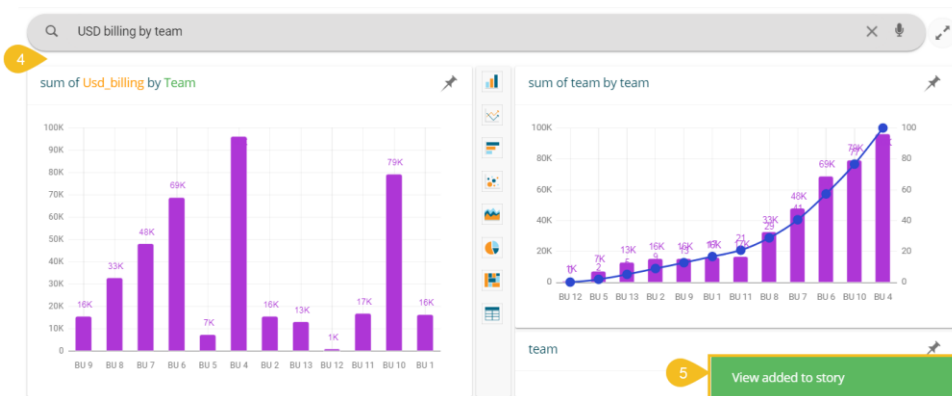 USD billing by team
4
sum of Usd_billing by Team
100K
90K
80K
70K
60K
50K
40K
30K
20K
10K
0
16K
33K
48K
69K
7K
16K
13K
1K
17K
79K
16K
BU 9 BU 8 BU 7 BU 6 BU 5 BU 4 BU 2 BU 13 BU 12 BU 11 BU 10 BU 1
sum of team by team
100K
80K
60K
40K
20K
0
100
80
60
40
20
0
1K
7K
2
13K
16K
9
21
33K
29
48K
69K
BU 12 BU 5 BU 13 BU 2 BU 9 BU 1 BU 11 BU 8 BU 7 BU 6 BU 10 BU 4
team
5
View added to story